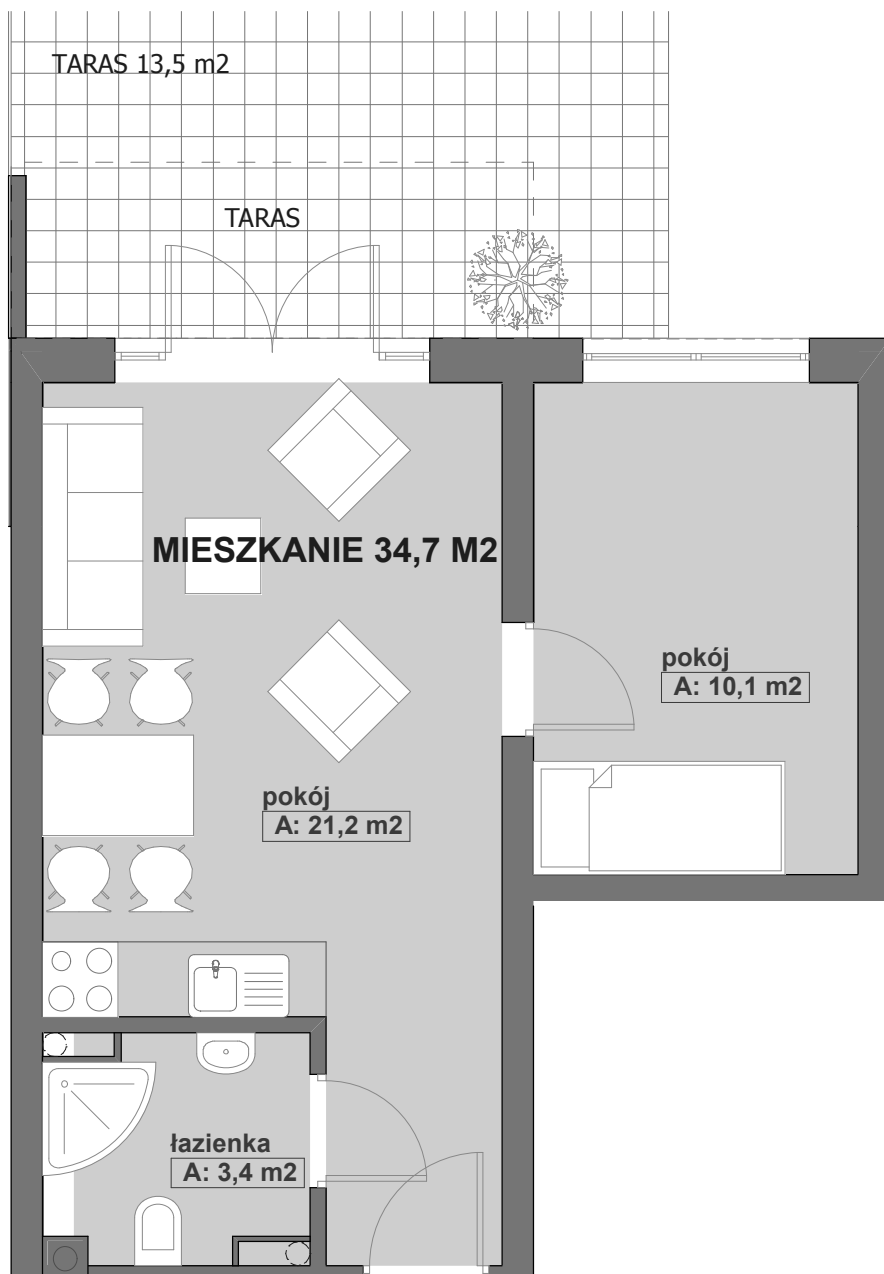 TARAS 13,5 m2
TARAS
MIESZKANIE 34,7 M2
pokój
A: 10,1 m2
pokój
A: 21,2 m2
łazienka
A: 3,4 m2